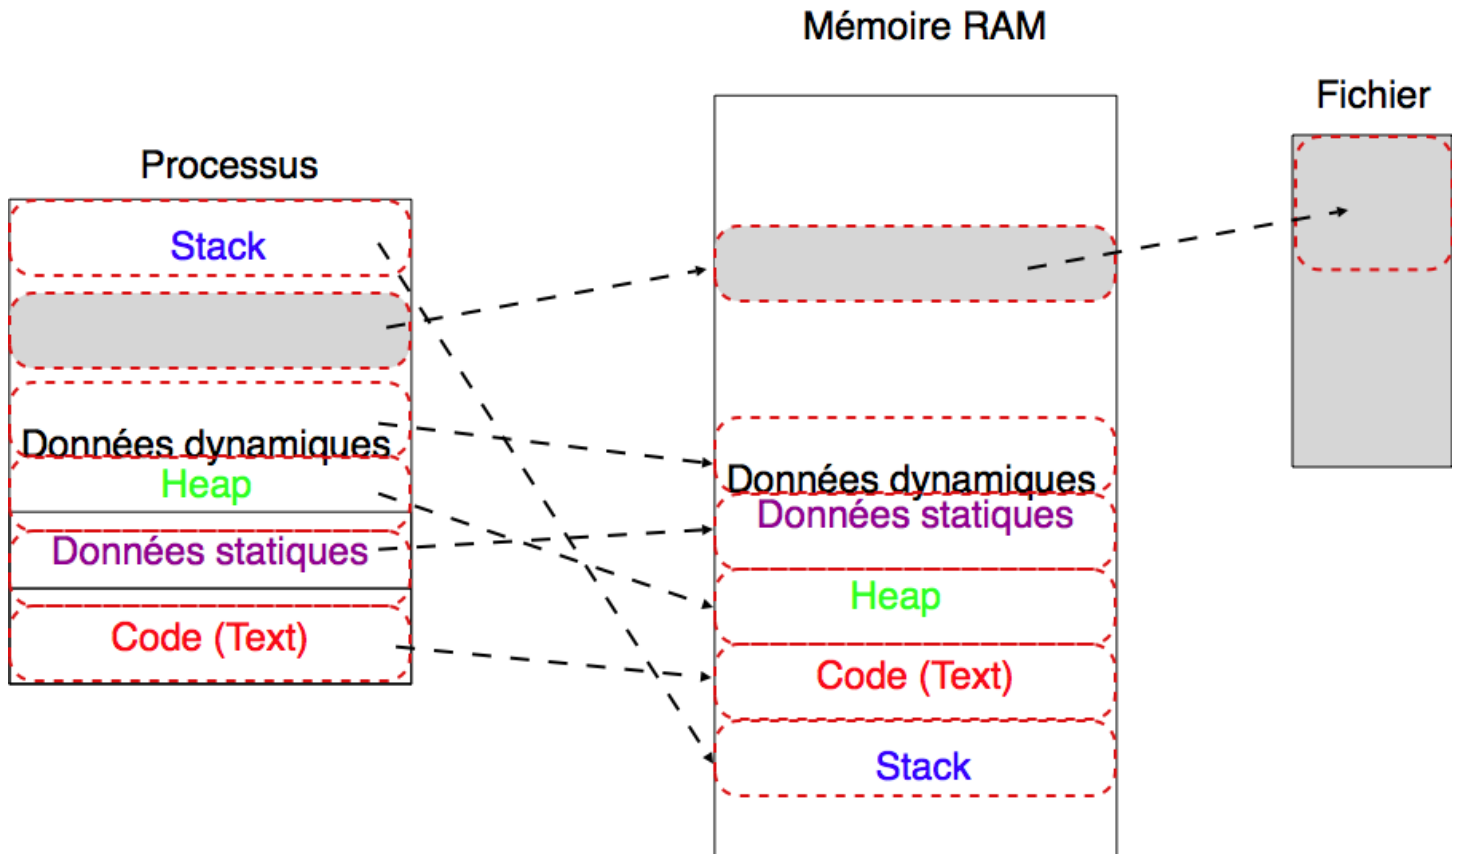 Mémoire RAM
Fichier
Processus
Stack
Données dynamiques
Heap
Données statiques
Code (Text)
Données dynamiques
Données statiques
Heap
Code (Text)
Stack